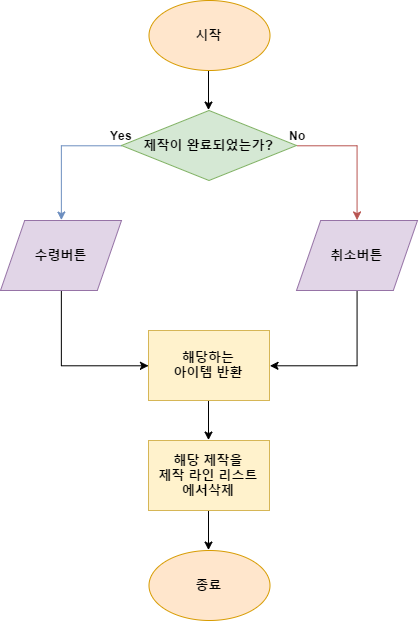 시작
Yes
No
제작이 완료되었는가?
수령버튼
취소버튼
해당하는
아이템 반환
해당 제작을
제작 라인 리스트
에서삭제
종료